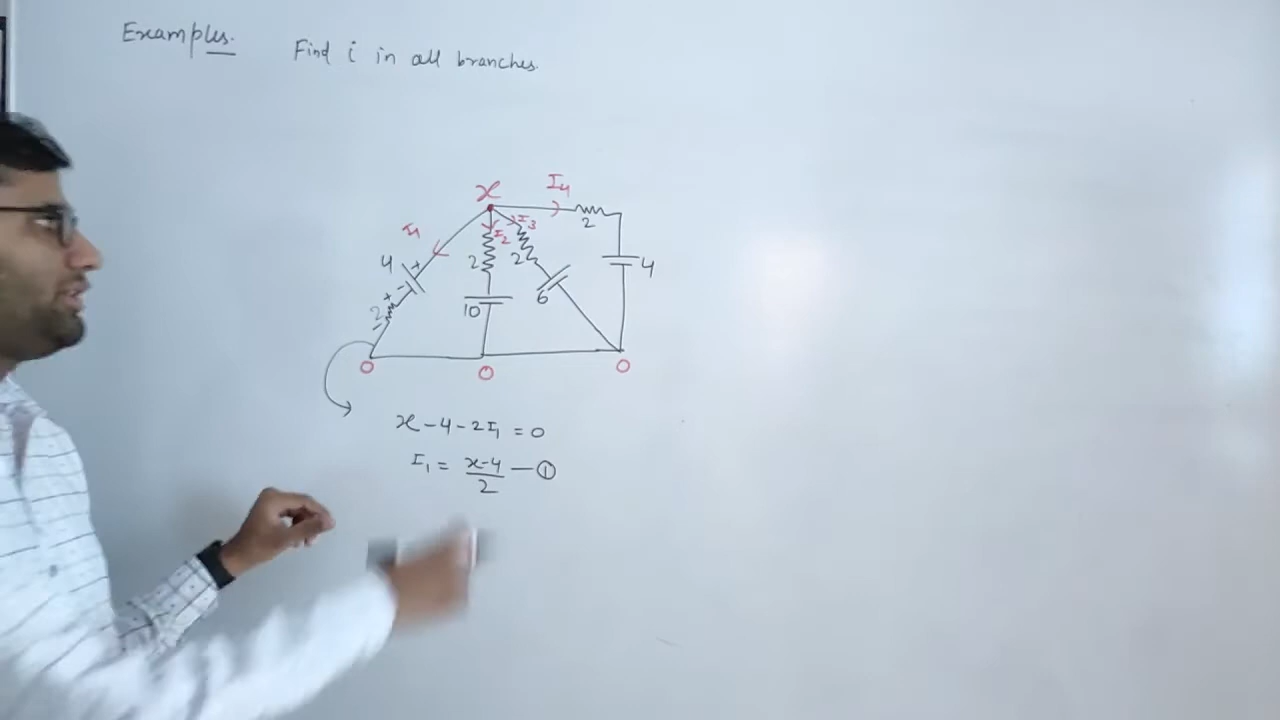 Examples.
Find i in all branches.
x
I4
I1
I2
I3
2
4
+
-
2
2
4
10
6
+
-
2
0
0
0
x - 4 - 2I₁ = 0
I₁ = (x-4)/2 — ①